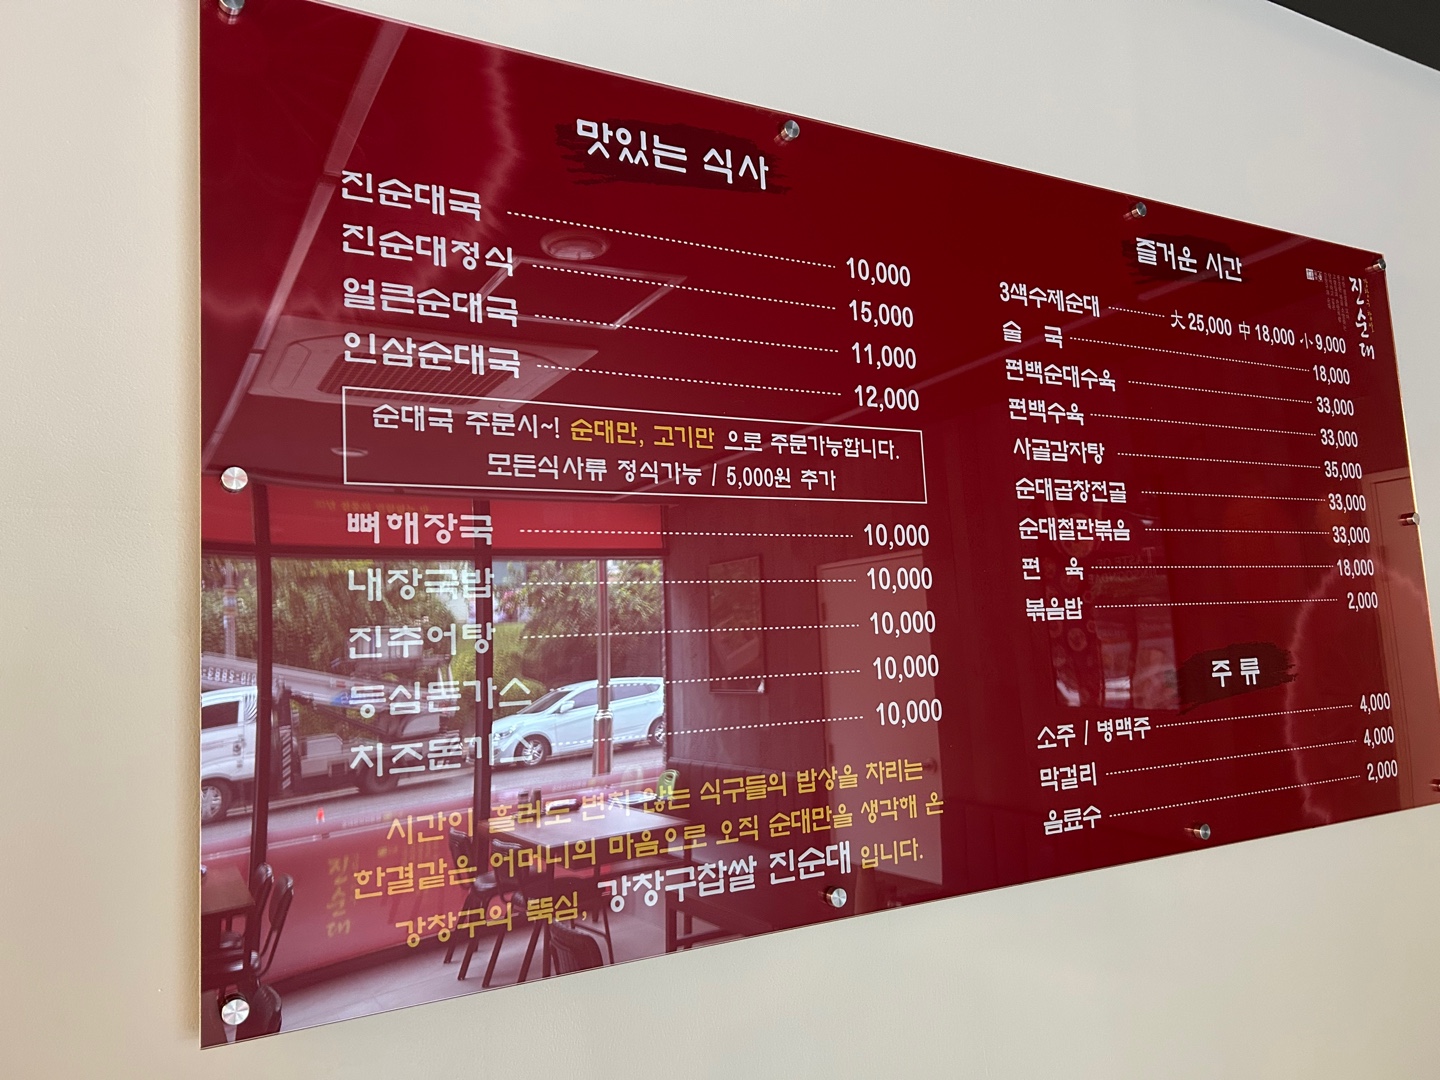 맛있는 식사
진순대국 10,000
진순대정식 15,000
얼큰순대국 11,000
인삼순대국 12,000
순대국 주문시~! 순대만, 고기만 으로 주문가능합니다.
모든식사류 정식가능 / 5,000원 추가
뼈해장국 10,000
내장국밥 10,000
진추어탕 10,000
등심돈가스 10,000
치즈돈가스 10,000
시간이 흘러도 변치 않는 식구들의 밥상을 차리는
한결같은 어머니의 마음으로 오직 순대만을 생각해 온
강창구의 뚝심, 강창구찹쌀 진순대 입니다.
즐거운 시간
3색수제순대 大 25,000 中 18,000 小 9,000
술 국 18,000
편백순대수육 33,000
편백수육 33,000
사골감자탕 35,000
순대곱창전골 33,000
순대철판볶음 33,000
편 육 18,000
볶음밥 2,000
주류
소주 / 병맥주 4,000
막걸리 4,000
음료수 2,000
진순대